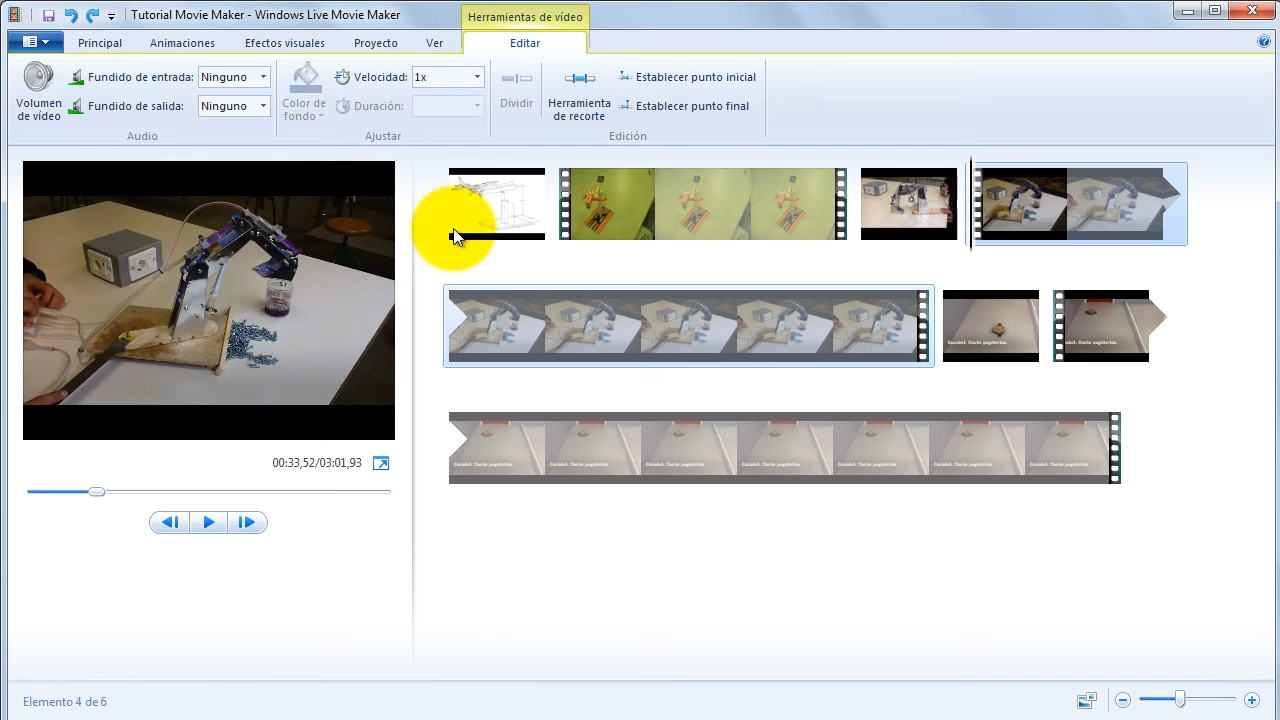 Tutorial Movie Maker - Windows Live Movie Maker
Herramientas de vídeo
Principal Animaciones Efectos visuales Proyecto Ver Editar
Volumen de vídeo
Fundido de entrada: Ninguno
Fundido de salida: Ninguno
Audio
Color de fondo
Velocidad: 1x
Duración:
Ajustar
Dividir
Herramienta de recorte
Establecer punto inicial
Establecer punto final
Edición
00:33,52/03:01,93
Elemento 4 de 6